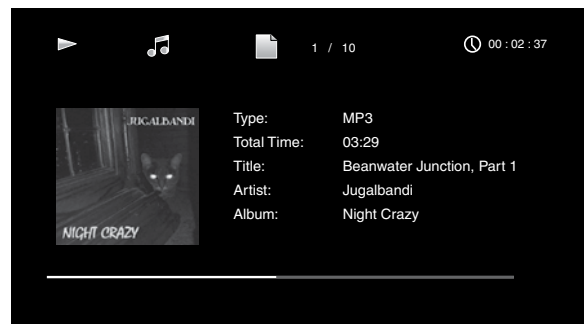 1 / 10
00 : 02 : 37
JUGALBANDI
NIGHT CRAZY
Type: MP3
Total Time: 03:29
Title: Beanwater Junction, Part 1
Artist: Jugalbandi
Album: Night Crazy